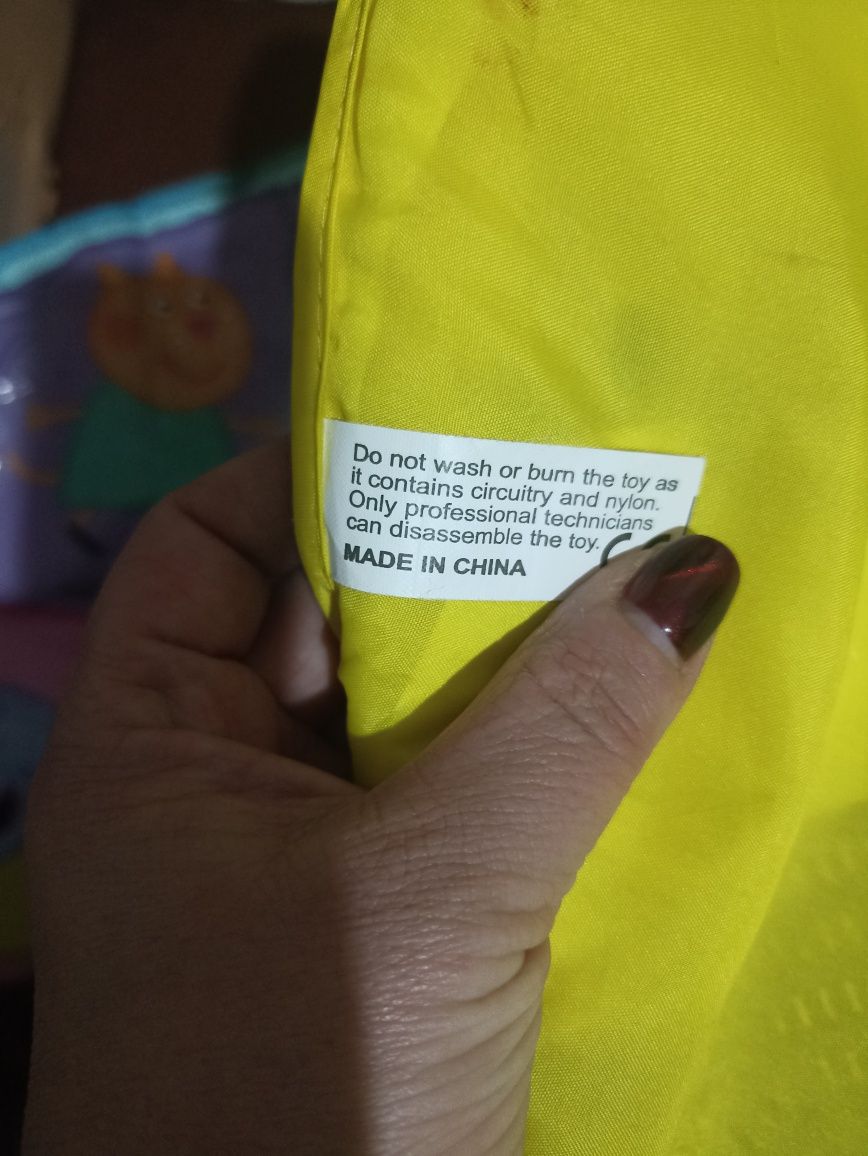 Do not wash or burn the toy as
it contains circuitry and nylon.
Only professional technicians
can disassemble the toy.
MADE IN CHINA